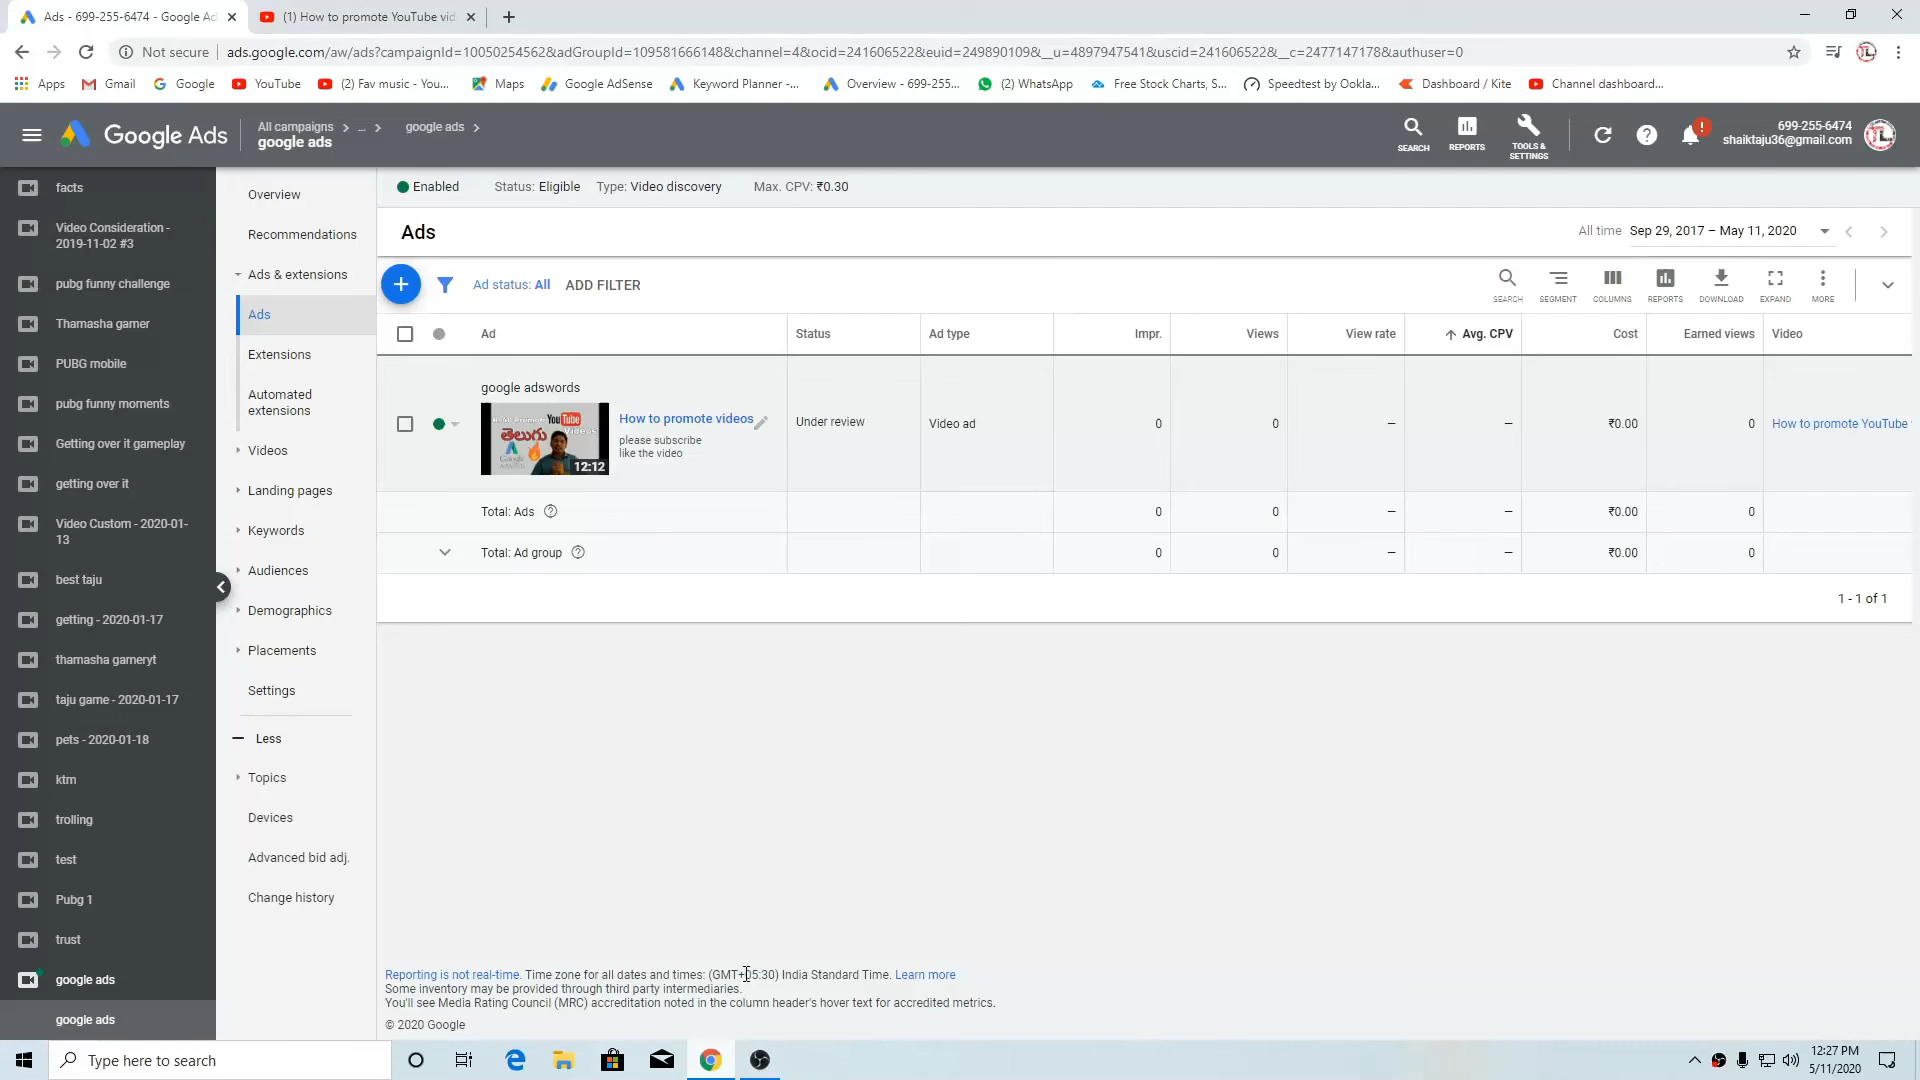 Ads - 699-255-6474 - Google Ad
(1) How to promote YouTube vid
Not secure
ads.google.com/aw/ads?campaignId=10050254562&adGroupId=109581666148&channel=4&ocid=241606522&euid=249890109&__u=4897947541&uscid=241606522&__c=2477147178&authuser=0
Apps
Gmail
Google
YouTube
(2) Fav music - You...
Maps
Google AdSense
Keyword Planner -...
Overview - 699-255...
(2) WhatsApp
Free Stock Charts, S...
Speedtest by Ookla...
Dashboard / Kite
Channel dashboard...
Google Ads
All campaigns
...
google ads
google ads
SEARCH
REPORTS
TOOLS & SETTINGS
699-255-6474
shaiktaju36@gmail.com
facts
Video Consideration -
2019-11-02 #3
pubg funny challenge
Thamasha gamer
PUBG mobile
pubg funny moments
Getting over it gameplay
getting over it
Video Custom - 2020-01-
13
best taju
getting - 2020-01-17
thamasha gameryt
taju game - 2020-01-17
pets - 2020-01-18
ktm
trolling
test
Pubg 1
trust
google ads
google ads
Overview
Recommendations
Ads & extensions
Ads
Extensions
Automated
extensions
Videos
Landing pages
Keywords
Audiences
Demographics
Placements
Settings
Less
Topics
Devices
Advanced bid adj.
Change history
Enabled
Status: Eligible
Type: Video discovery
Max. CPV: ₹0.30
Ads
All time
Sep 29, 2017 – May 11, 2020
Ad status: All
ADD FILTER
SEARCH
SEGMENT
COLUMNS
REPORTS
DOWNLOAD
EXPAND
MORE
Ad
Status
Ad type
Impr.
Views
View rate
Avg. CPV
Cost
Earned views
Video
google adswords
YouTube
తెలుగు
Videos
12:12
How to promote videos
please subscribe
like the video
Under review
Video ad
0
0
–
–
₹0.00
0
How to promote YouTube
Total: Ads
0
0
–
–
₹0.00
0
Total: Ad group
0
0
–
–
₹0.00
0
1 - 1 of 1
Reporting is not real-time. Time zone for all dates and times: (GMT+05:30) India Standard Time. Learn more
Some inventory may be provided through third party intermediaries.
You'll see Media Rating Council (MRC) accreditation noted in the column header's hover text for accredited metrics.
© 2020 Google
Type here to search
12:27 PM
5/11/2020